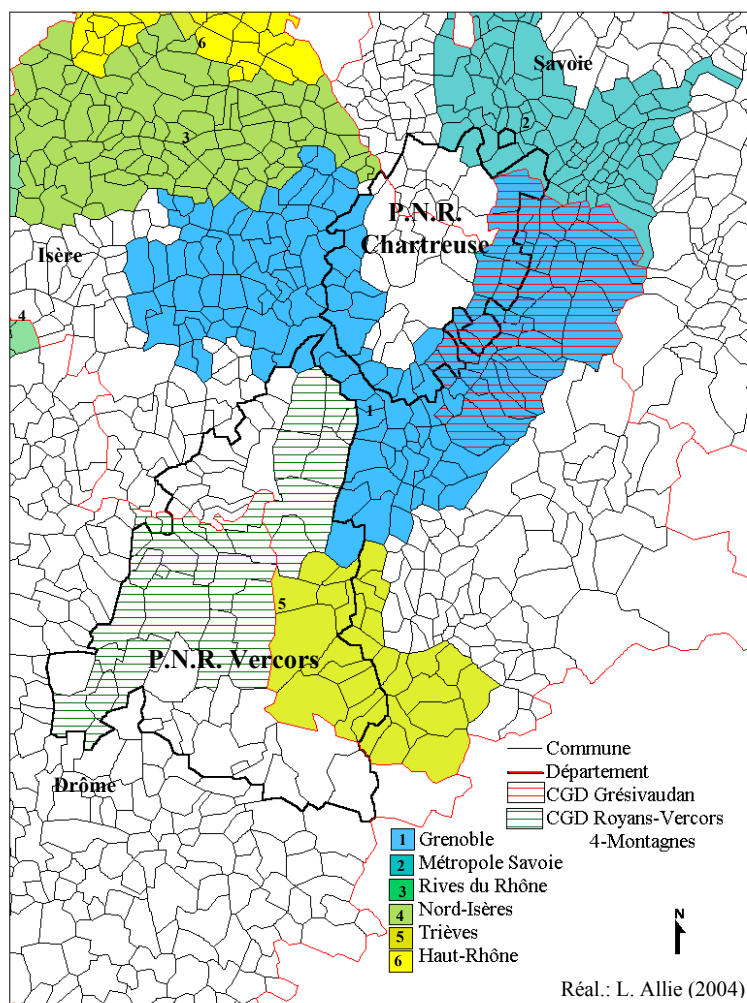 6
Savoie
2
3
P.N.R.
Chartreuse
Isère
4
1
5
P.N.R. Vercors
Drôme
Commune
Département
CGD Grésivaudan
CGD Royans-Vercors
4-Montagnes
1 Grenoble
2 Métropole Savoie
3 Rives du Rhône
4 Nord-Isères
5 Trièves
6 Haut-Rhône
N
Réal.: L. Allie (2004)